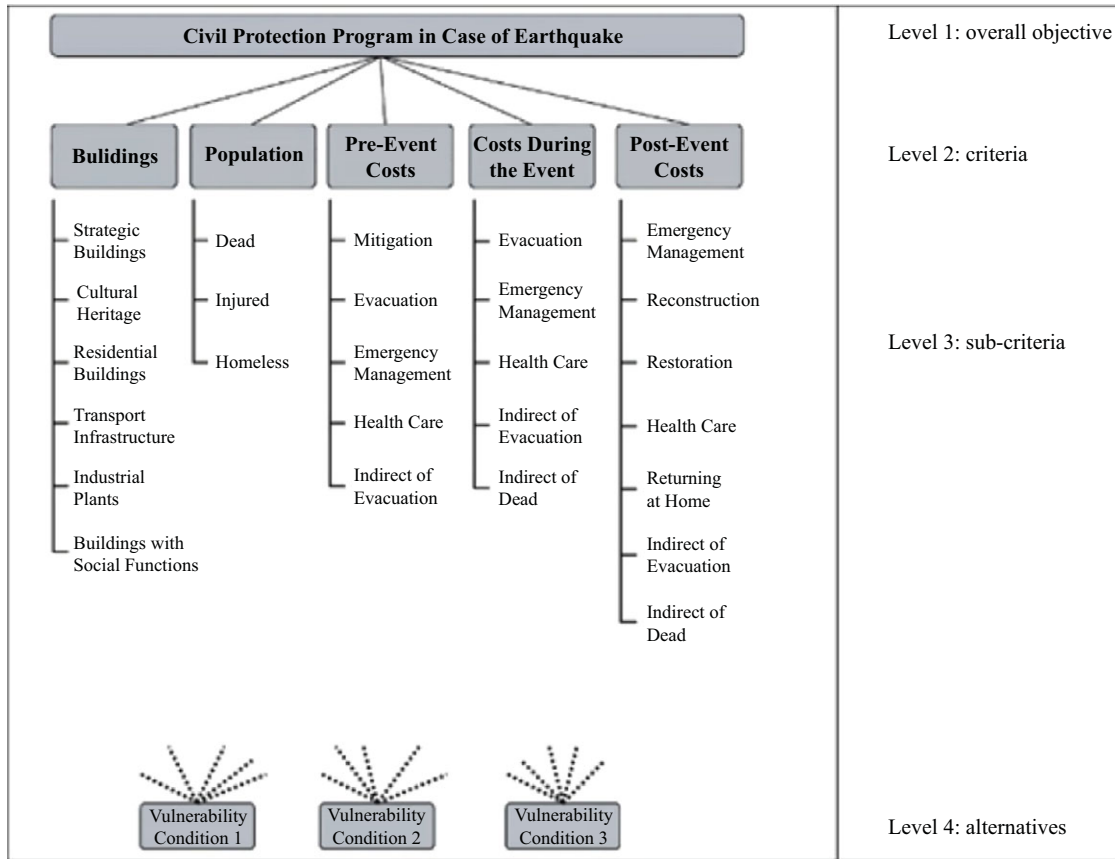 Civil Protection Program in Case of Earthquake
Level 1: overall objective
Bulidings
Population
Pre-Event
Costs
Costs During
the Event
Post-Event
Costs
Level 2: criteria
Strategic
Buildings
Cultural
Heritage
Residential
Buildings
Transport
Infrastructure
Industrial
Plants
Buildings with
Social Functions
Dead
Injured
Homeless
Mitigation
Evacuation
Emergency
Management
Health Care
Indirect of
Evacuation
Evacuation
Emergency
Management
Health Care
Indirect of
Evacuation
Indirect of
Dead
Emergency
Management
Reconstruction
Restoration
Health Care
Returning
at Home
Indirect of
Evacuation
Indirect of
Dead
Level 3: sub-criteria
Vulnerability
Condition 1
Vulnerability
Condition 2
Vulnerability
Condition 3
Level 4: alternatives